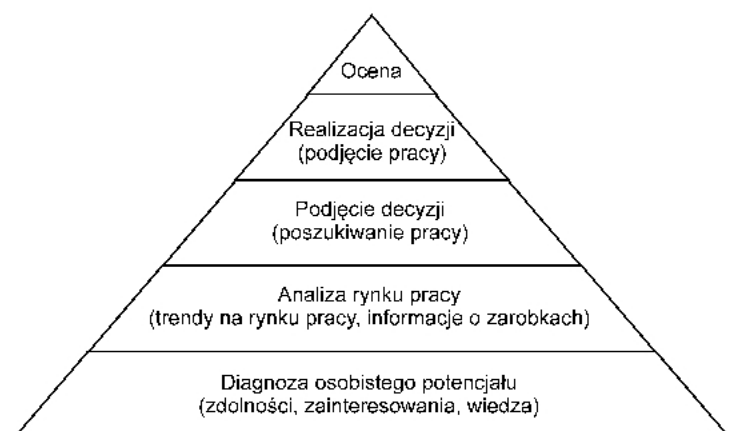 Ocena
Realizacja decyzji
(podjęcie pracy)
Podjęcie decyzji
(poszukiwanie pracy)
Analiza rynku pracy
(trendy na rynku pracy, informacje o zarobkach)
Diagnoza osobistego potencjału
(zdolności, zainteresowania, wiedza)